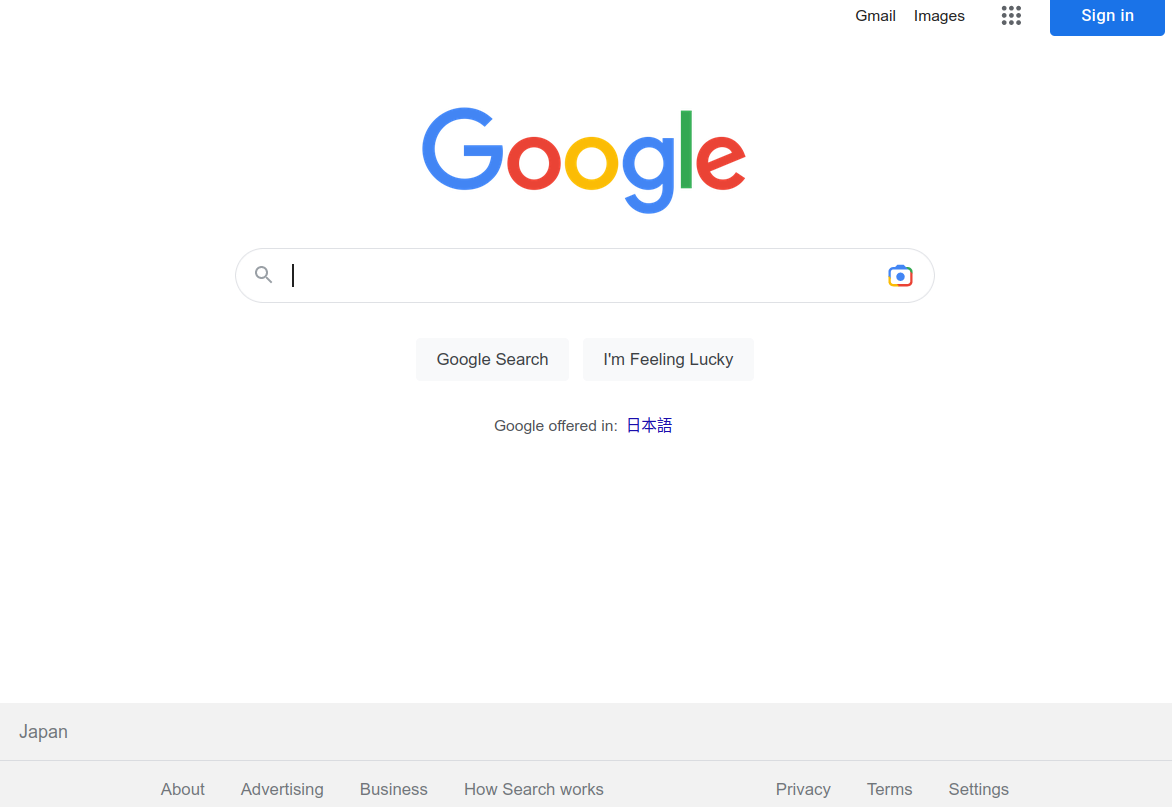 Gmail Images Sign in
Google
Google Search I'm Feeling Lucky
Google offered in: 日本語
Japan
About Advertising Business How Search works Privacy Terms Settings